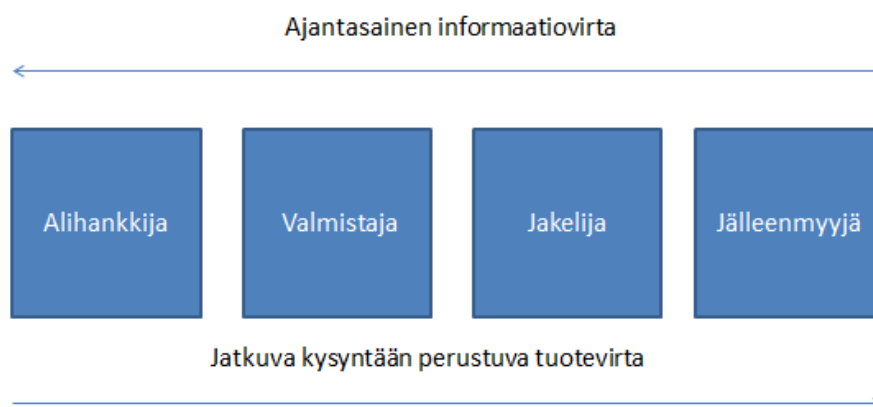 Ajantasainen informaatiovirta
Alihankkija
Valmistaja
Jakelija
Jälleenmyyjä
Jatkuva kysyntään perustuva tuotevirta